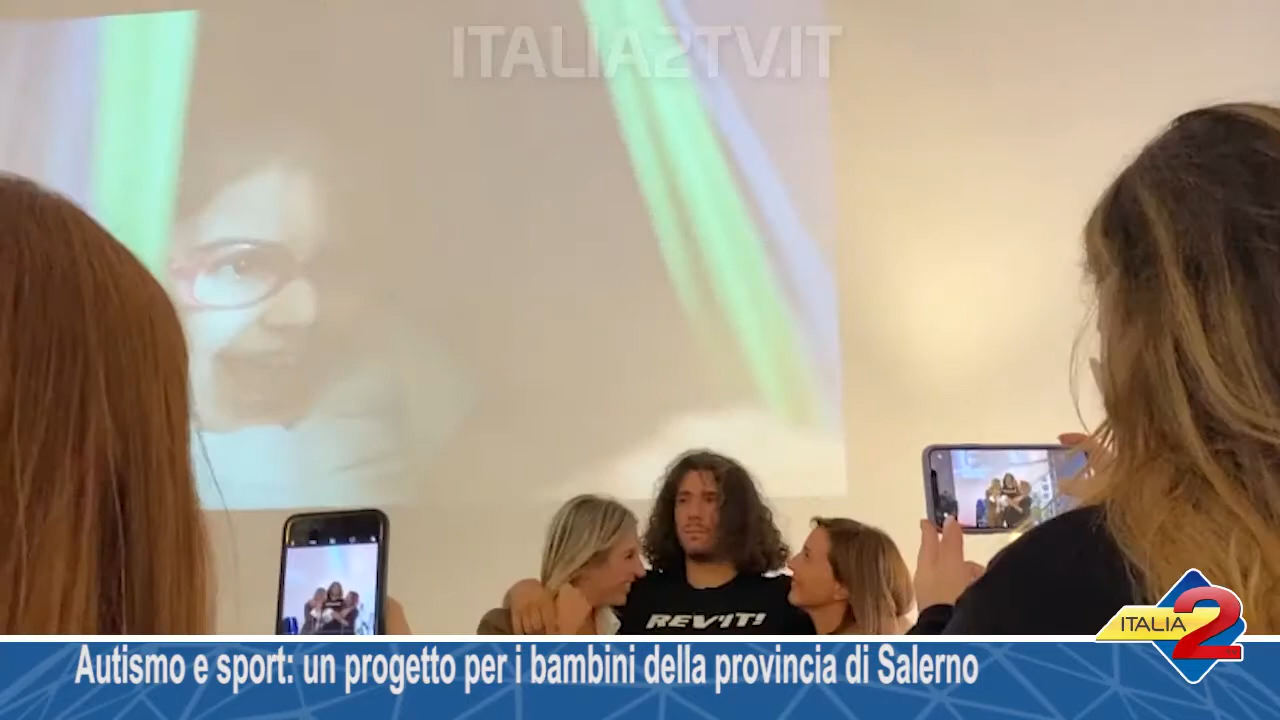 ITALIA2TV.IT
REV'IT!
ITALIA 2
Autismo e sport: un progetto per i bambini della provincia di Salerno